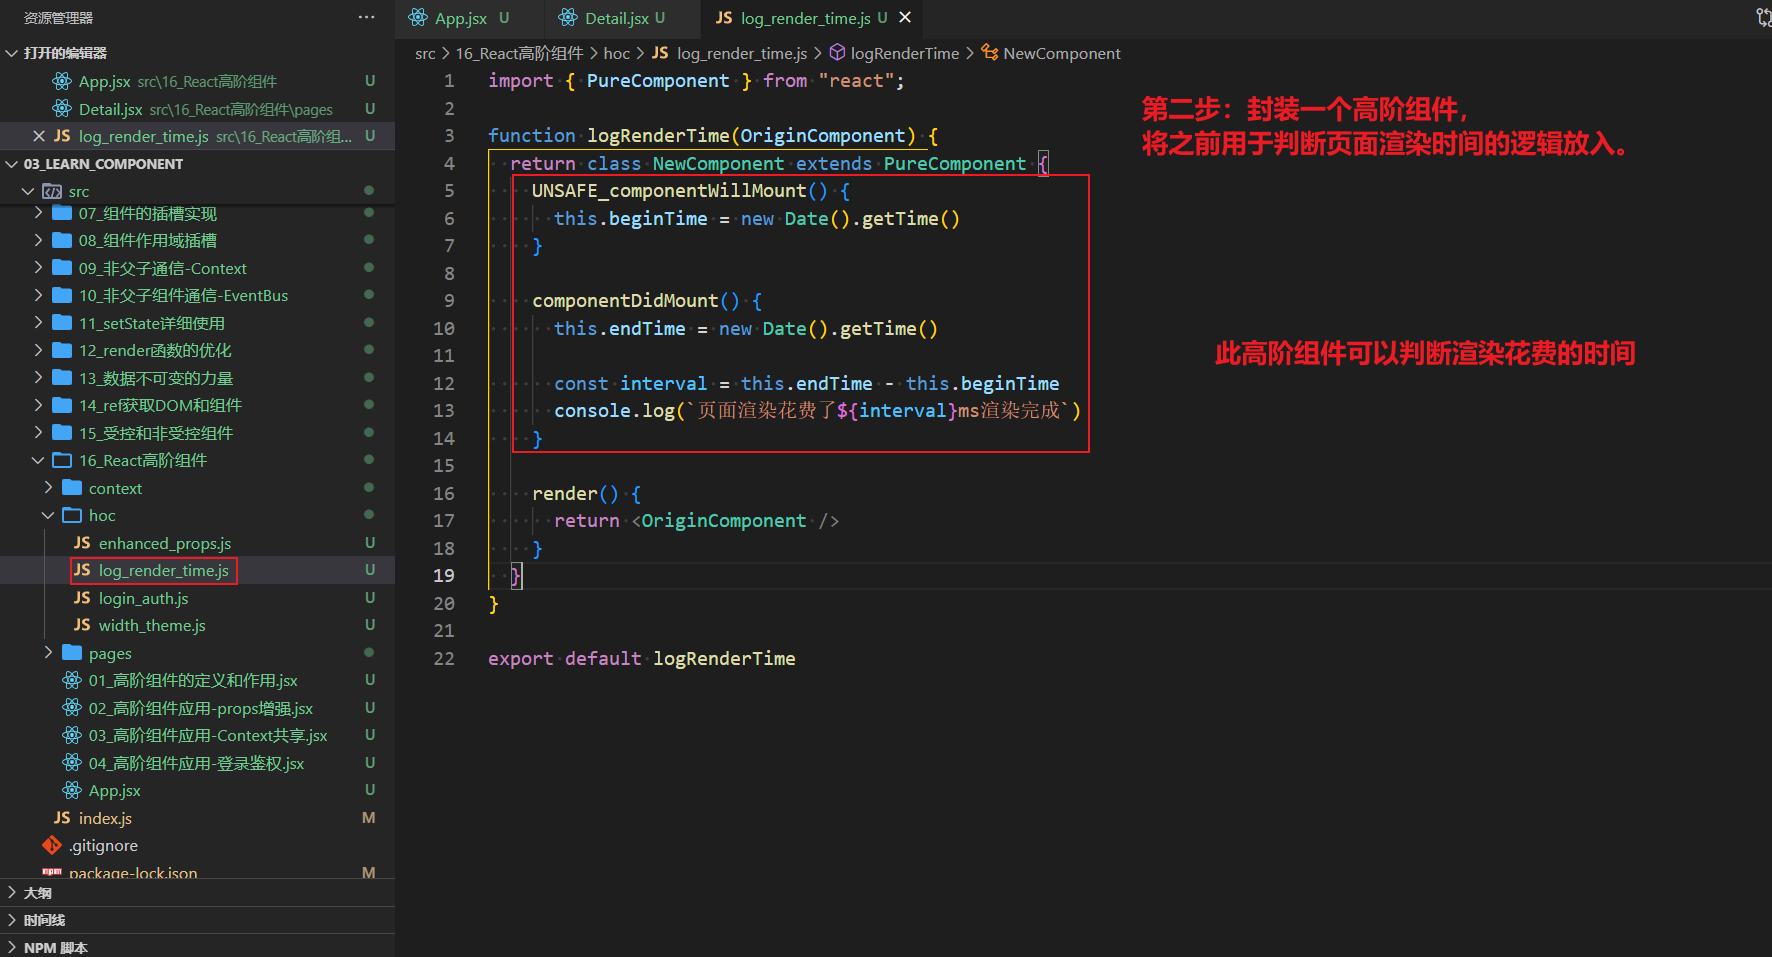 资源管理器
打开的编辑器
App.jsx src\16_React高阶组件 U
Detail.jsx src\16_React高阶组件\pages U
JS log_render_time.js src\16_React高阶组... U
03_LEARN_COMPONENT
src
07_组件的插槽实现
08_组件作用域插槽
09_非父子通信-Context
10_非父子组件通信-EventBus
11_setState详细使用
12_render函数的优化
13_数据不可变的力量
14_ref获取DOM和组件
15_受控和非受控组件
16_React高阶组件
context
hoc
JS enhanced_props.js U
JS log_render_time.js U
JS login_auth.js U
JS width_theme.js U
pages
01_高阶组件的定义和作用.jsx U
02_高阶组件应用-props增强.jsx U
03_高阶组件应用-Context共享.jsx U
04_高阶组件应用-登录鉴权.jsx U
App.jsx U
JS index.js M
.gitignore
npm package-lock.json M
大纲
时间线
NPM 脚本
App.jsx U
Detail.jsx U
JS log_render_time.js U
src > 16_React高阶组件 > hoc > JS log_render_time.js > logRenderTime > NewComponent
1 import { PureComponent } from "react";
2
3 function logRenderTime(OriginComponent) {
4 return class NewComponent extends PureComponent {
5 UNSAFE_componentWillMount() {
6 this.beginTime = new Date().getTime()
7 }
8
9 componentDidMount() {
10 this.endTime = new Date().getTime()
11
12 const interval = this.endTime - this.beginTime
13 console.log(`页面渲染花费了${interval}ms渲染完成`)
14 }
15
16 render() {
17 return <OriginComponent />
18 }
19 }
20 }
21
22 export default logRenderTime
第二步：封装一个高阶组件，
将之前用于判断页面渲染时间的逻辑放入。
此高阶组件可以判断渲染花费的时间